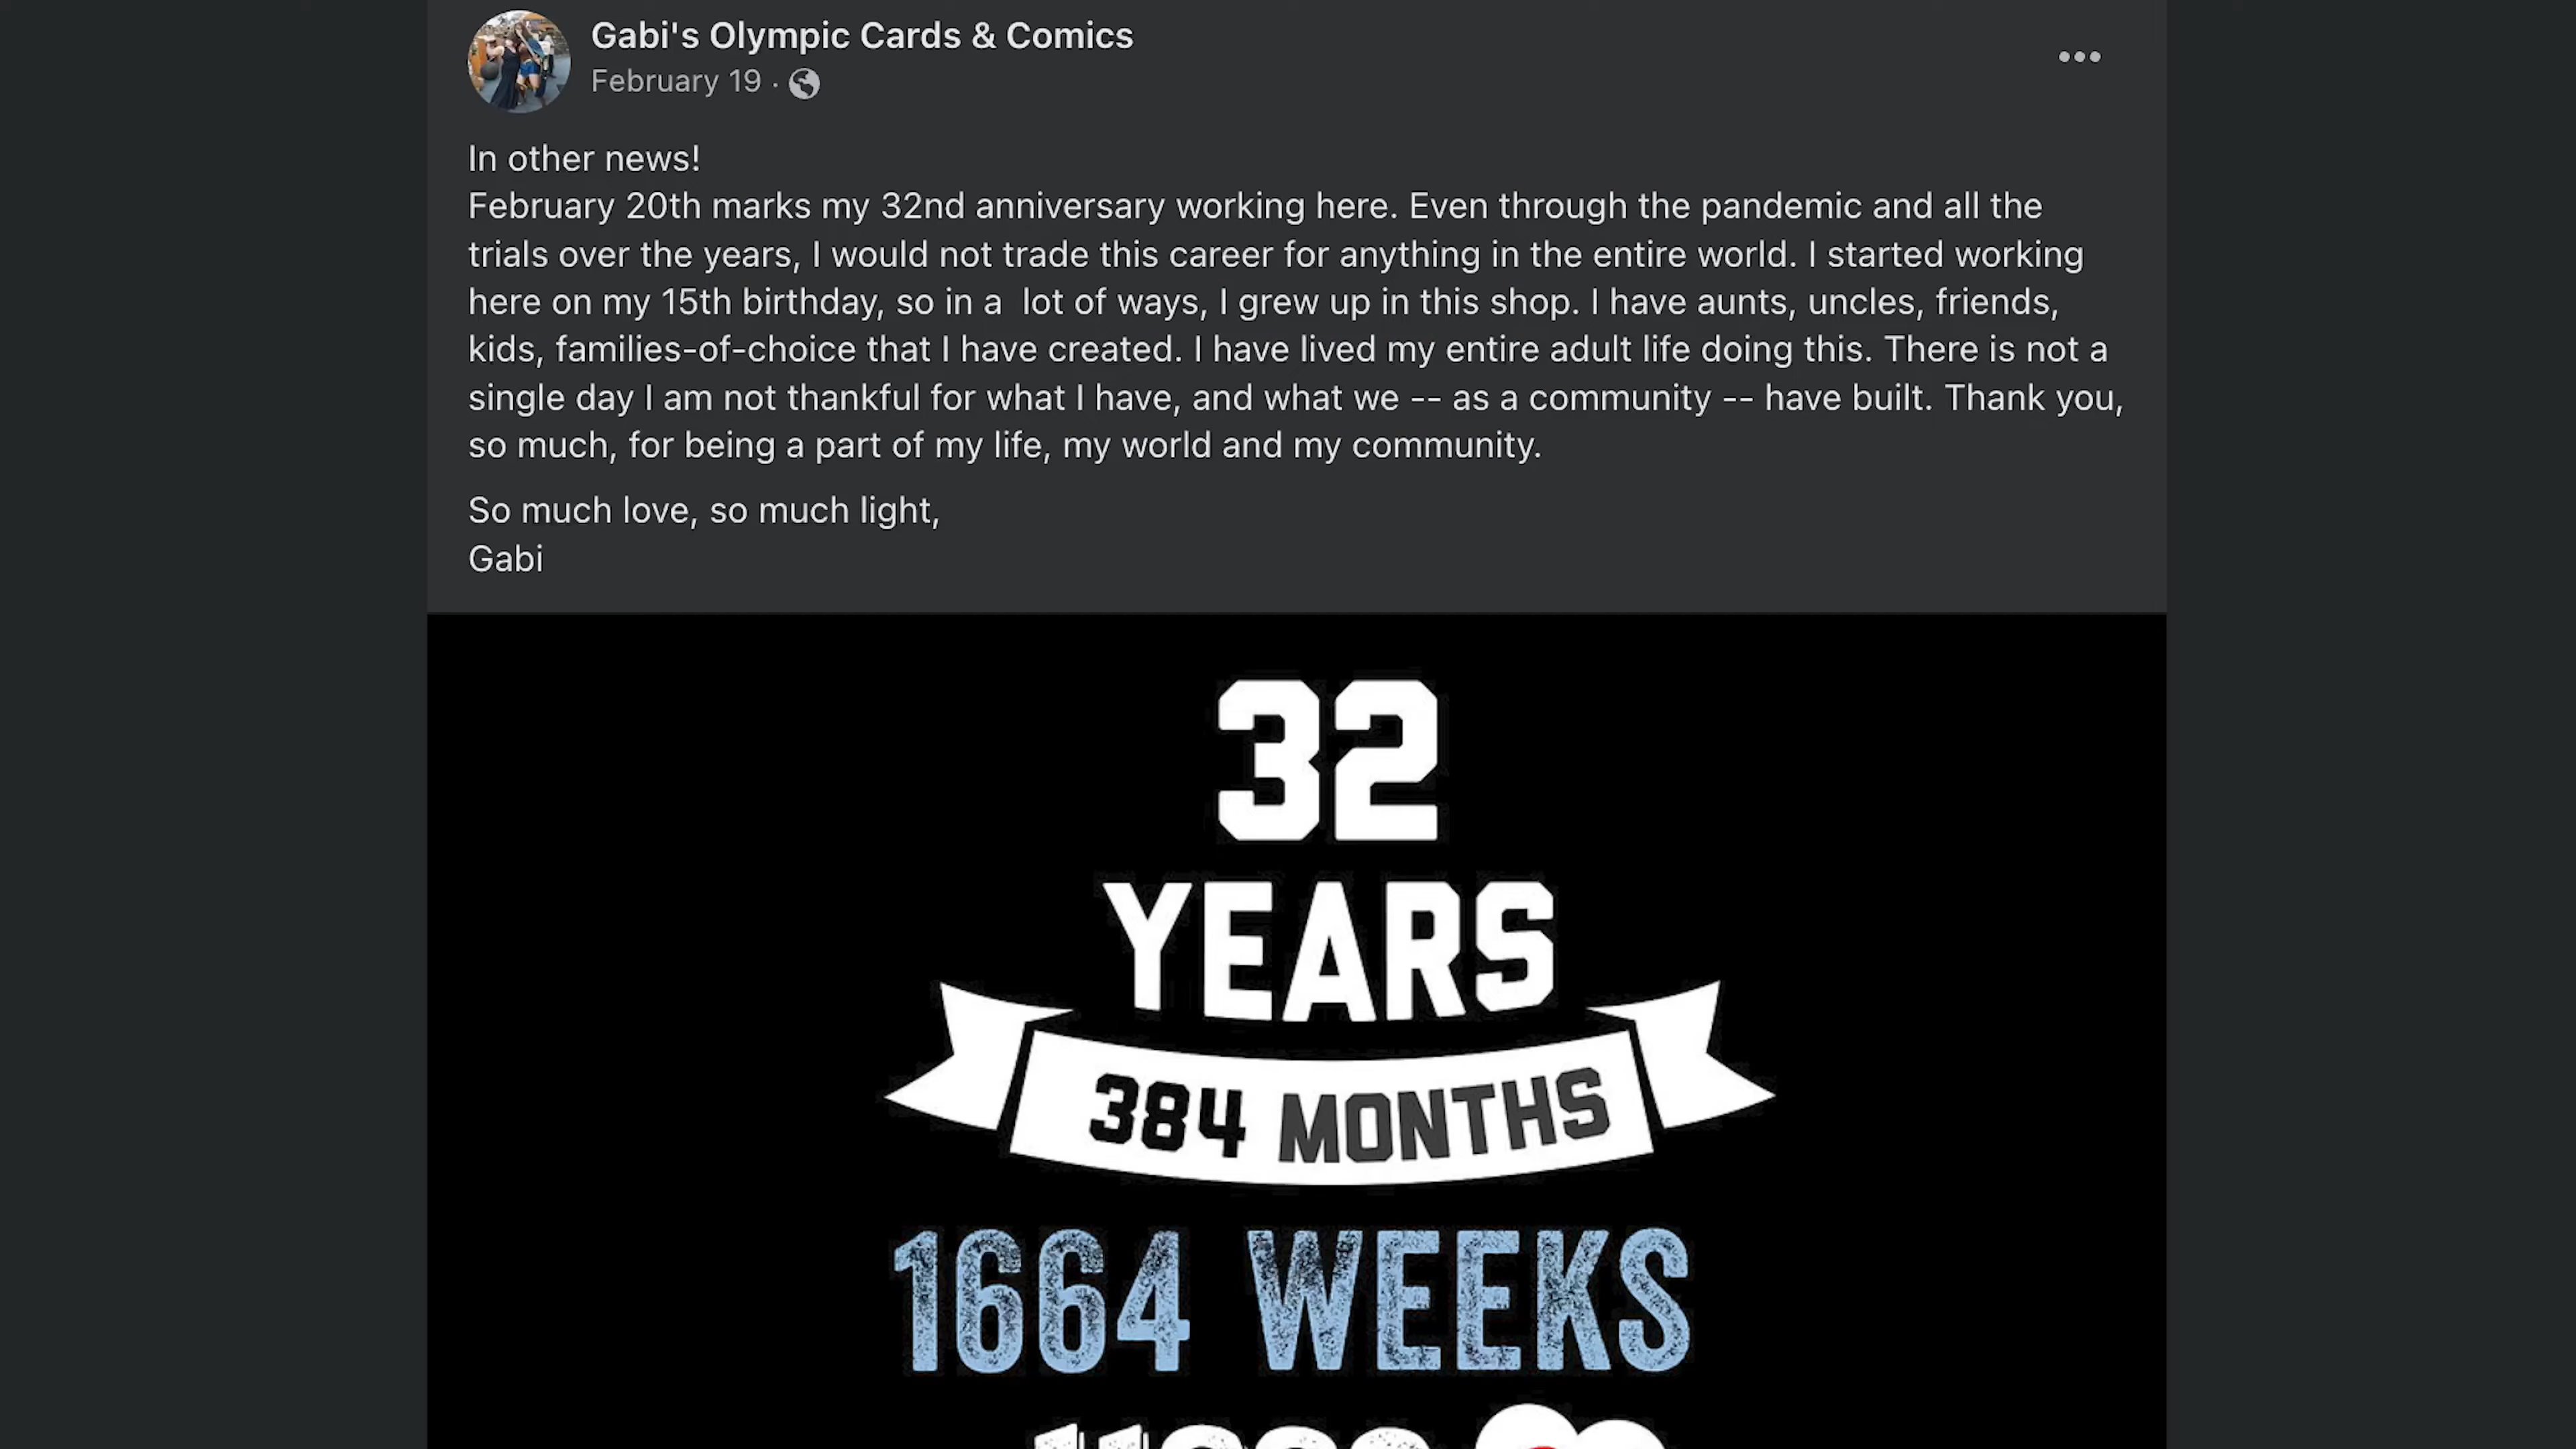 Gabi's Olympic Cards & Comics
February 19 ·
In other news!
February 20th marks my 32nd anniversary working here. Even through the pandemic and all the
trials over the years, I would not trade this career for anything in the entire world. I started working
here on my 15th birthday, so in a  lot of ways, I grew up in this shop. I have aunts, uncles, friends,
kids, families-of-choice that I have created. I have lived my entire adult life doing this. There is not a
single day I am not thankful for what I have, and what we -- as a community -- have built. Thank you,
so much, for being a part of my life, my world and my community.
So much love, so much light,
Gabi
32
YEARS
384 MONTHS
1664 WEEKS